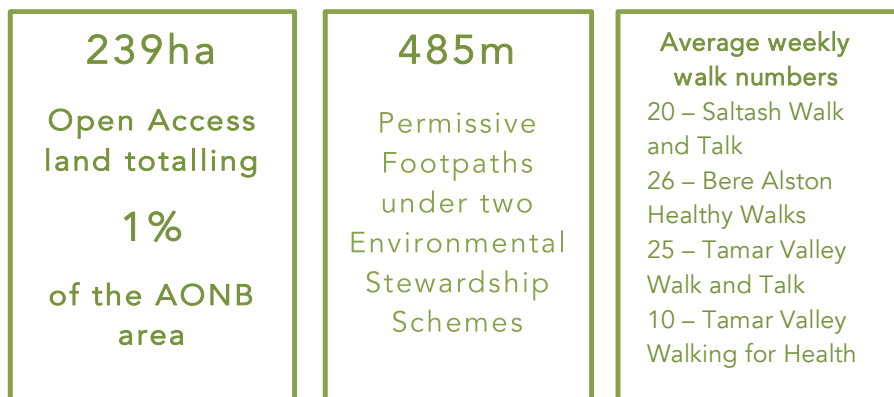 239ha
Open Access
land totalling
1%
of the AONB
area
485m
Permissive
Footpaths
under two
Environmental
Stewardship
Schemes
Average weekly
walk numbers
20 – Saltash Walk
and Talk
26 – Bere Alston
Healthy Walks
25 – Tamar Valley
Walk and Talk
10 – Tamar Valley
Walking for Health